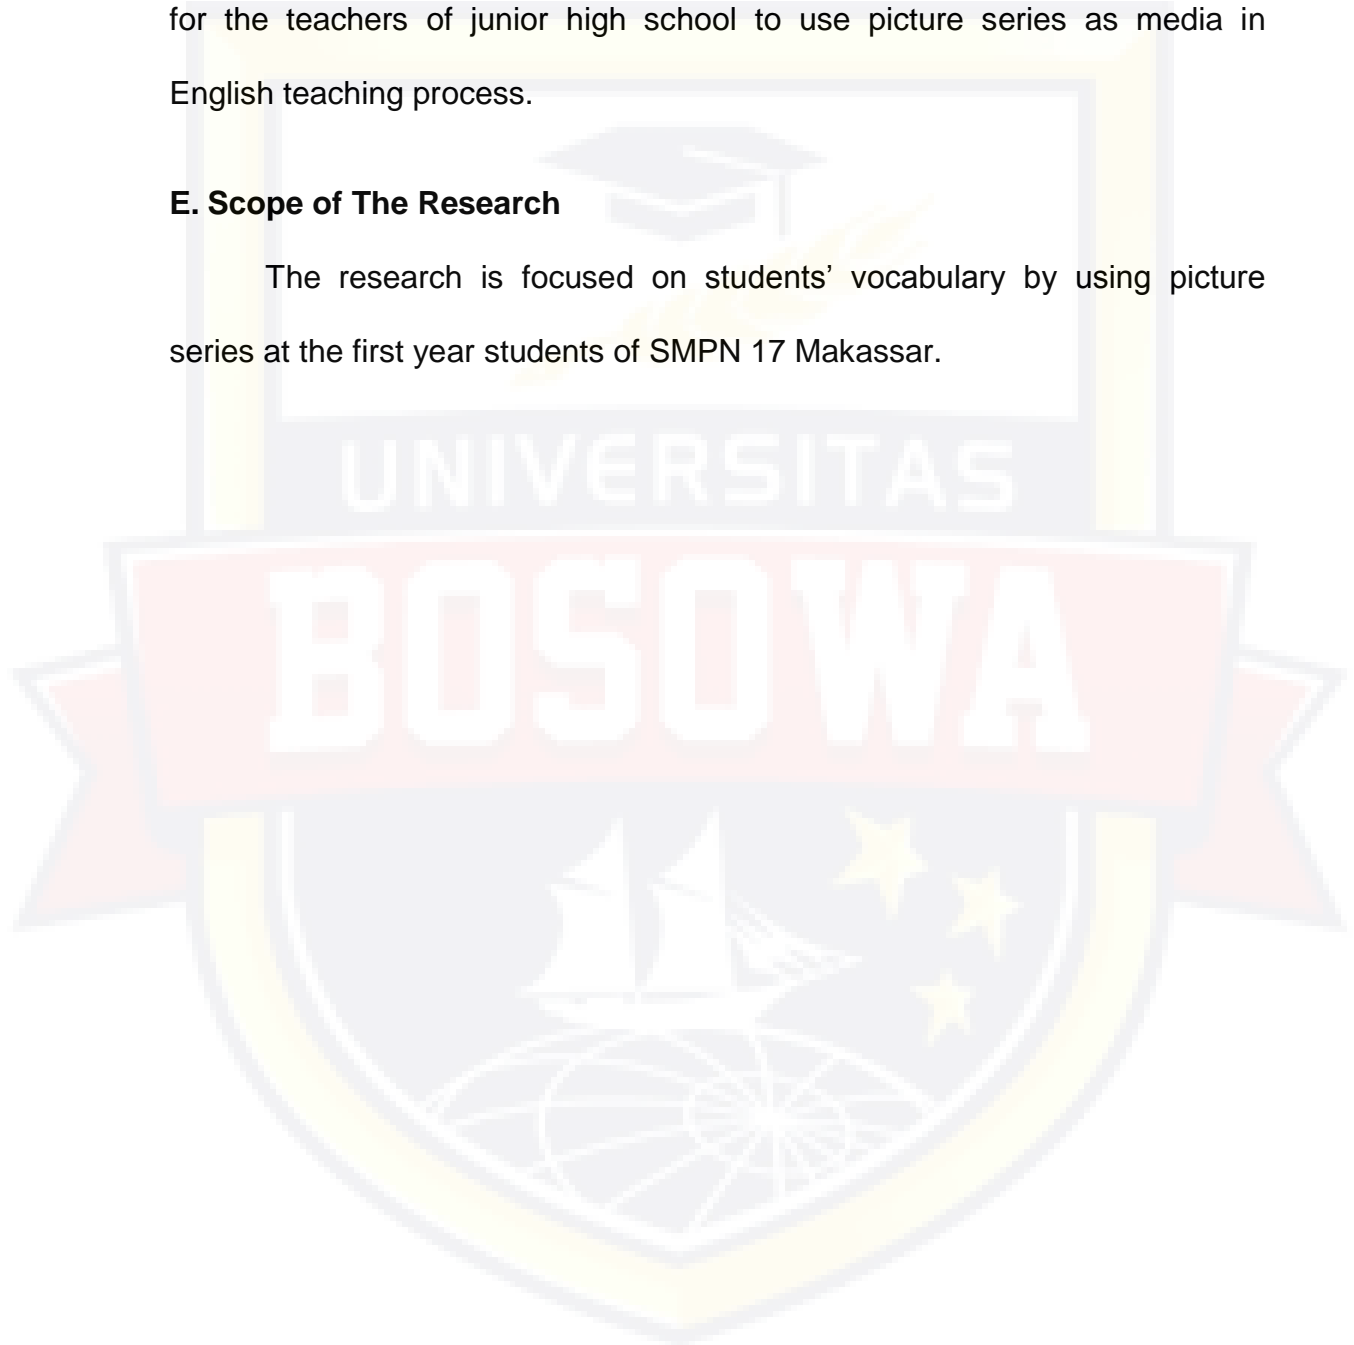 for the teachers of junior high school to use picture series as media in
English teaching process.
E. Scope of The Research
The research is focused on students’ vocabulary by using picture
series at the first year students of SMPN 17 Makassar.
UNIVERSITAS
BOSOWA